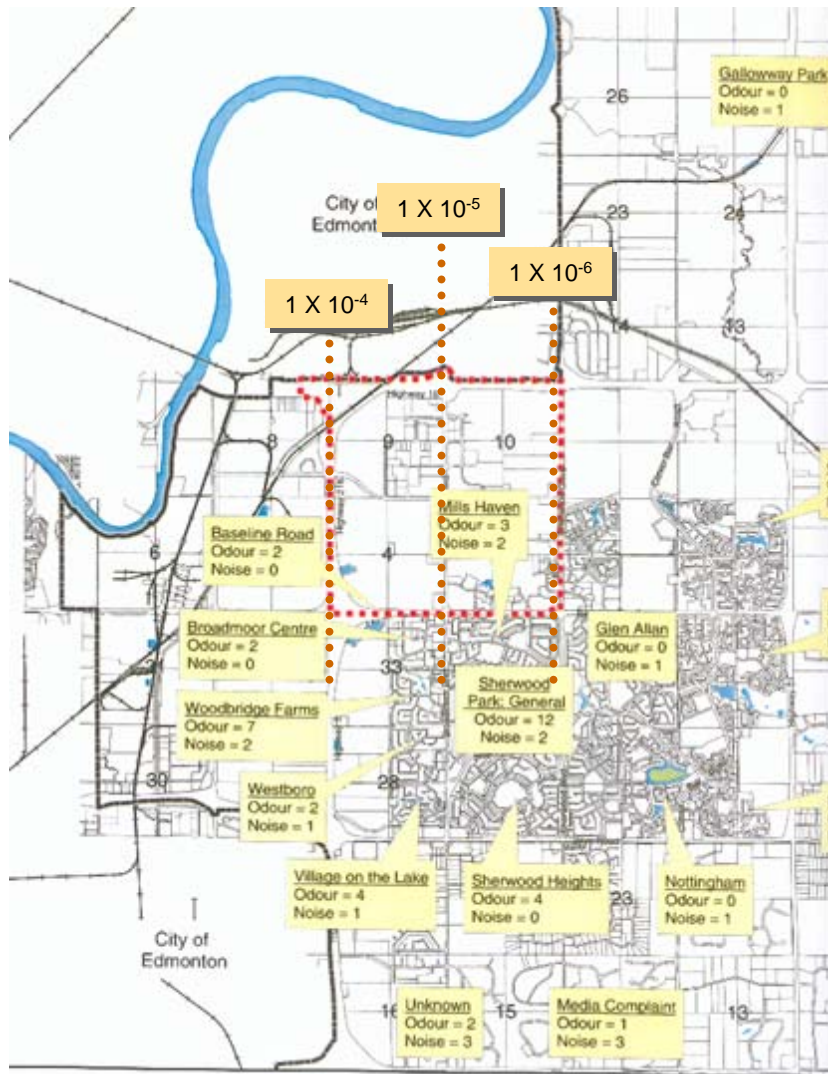 Gallowway Park
Odour = 0
Noise = 1
26
City of
Edmont
1 X 10-5
23
24
1 X 10-6
1 X 10-4
14
13
Highway 16
8
9
10
Mills Haven
Odour = 3
Noise = 2
Baseline Road
Odour = 2
Noise = 0
6
4
Broadmoor Centre
Odour = 2
Noise = 0
Glen Allan
Odour = 0
Noise = 1
33
Sherwood
Park: General
Odour = 12
Noise = 2
Woodbridge Farms
Odour = 7
Noise = 2
30
28
Westboro
Odour = 2
Noise = 1
Village on the Lake
Odour = 4
Noise = 1
Sherwood Heights
Odour = 4
Noise = 0
23
Nottingham
Odour = 0
Noise = 1
City of
Edmonton
Unknown
Odour = 2
Noise = 3
16
15
Media Complaint
Odour = 1
Noise = 3
13